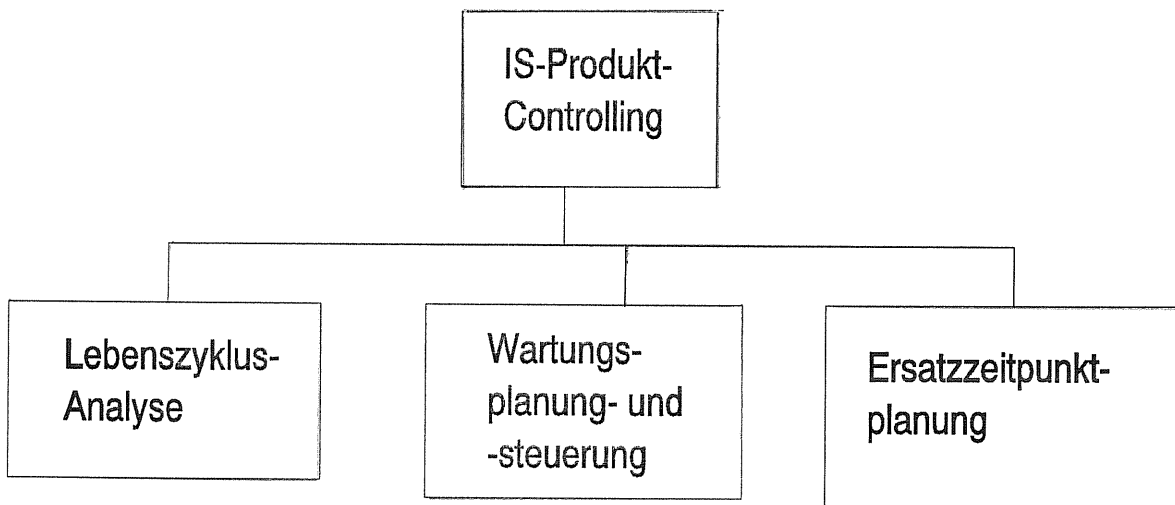 IS-Produkt-
Controlling
Lebenszyklus-
Analyse
Wartungs-
planung- und
-steuerung
Ersatzzeitpunkt-
planung